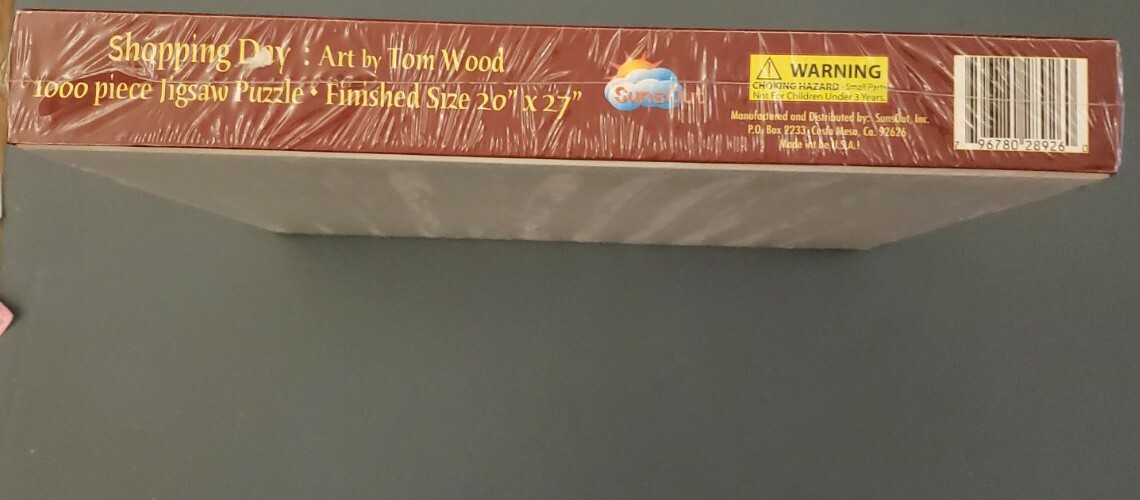 Shopping Day : Art by Tom Wood
1000 piece Jigsaw Puzzle • Finished Size 20" x 27"
SunsOut
WARNING
CHOKING HAZARD - Small Parts
Not For Children Under 3 Years.
Manufactured and Distributed by: SunsOut, Inc.
P.O. Box 2233 Costa Mesa, Ca. 92626
Made in the U.S.A.!
7 96780 28926 0